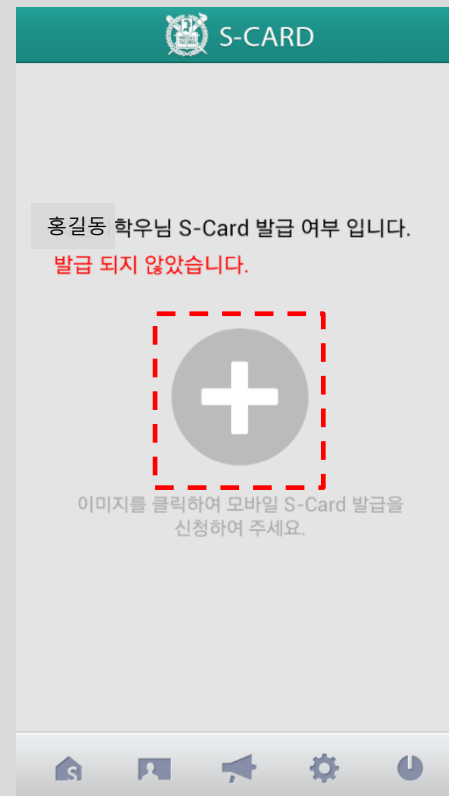 S-CARD
홍길동 학우님 S-Card 발급 여부 입니다.
발급 되지 않았습니다.
이미지를 클릭하여 모바일 S-Card 발급을
신청하여 주세요.
S